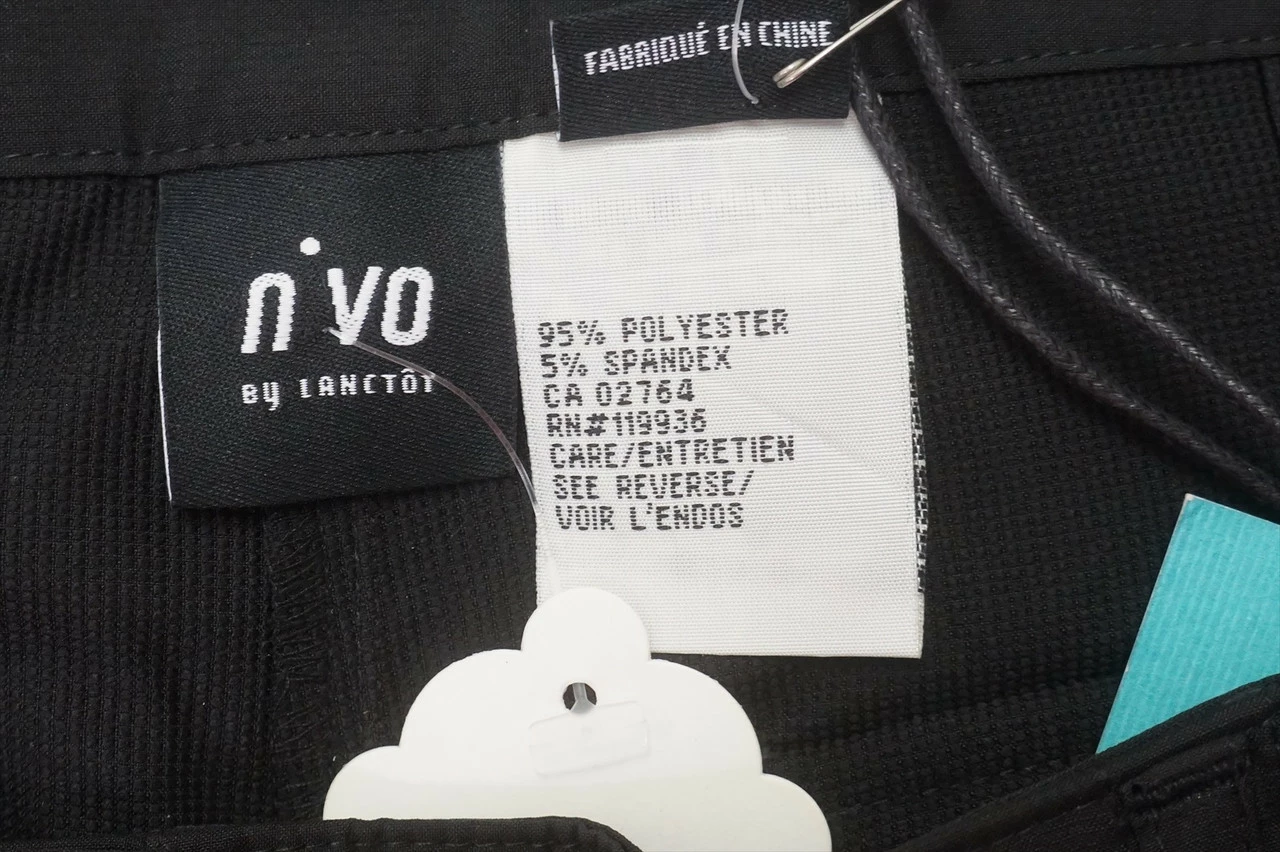 FABRIQUÉ EN CHINE
nivo
By LANCTÔT
95% POLYESTER
5% SPANDEX
CA 02764
RN#119936
CARE/ENTRETIEN
SEE REVERSE/
VOIR L'ENDOS